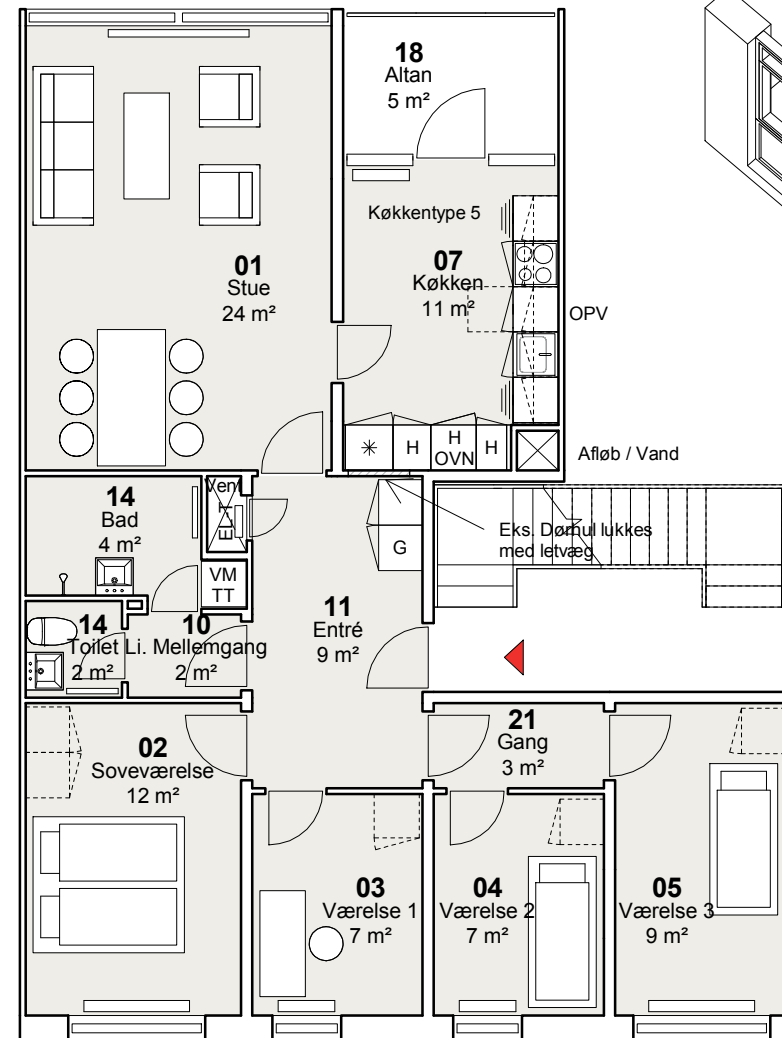 18
Altan
5 m²
Køkkentype 5
01
Stue
24 m²
07
Køkken
11 m²
OPV
H
H
OVN
H
Afløb / Vand
14
Bad
4 m²
Ven
EL-T
VM
TT
G
Eks. Dørhul lukkes
med letvæg
14
Toilet Li.
2 m²
10
Mellemgang
2 m²
11
Entré
9 m²
02
Soveværelse
12 m²
21
Gang
3 m²
03
Værelse 1
7 m²
04
Værelse 2
7 m²
05
Værelse 3
9 m²